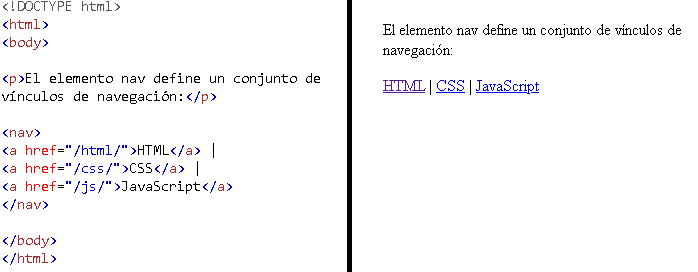 <!DOCTYPE html>
<html>
<body>
<p>El elemento nav define un conjunto de
vínculos de navegación:</p>
<nav>
<a href="/html/">HTML</a> |
<a href="/css/">CSS</a> |
<a href="/js/">JavaScript</a>
</nav>
</body>
</html>
El elemento nav define un conjunto de vínculos de
navegación:
HTML | CSS | JavaScript